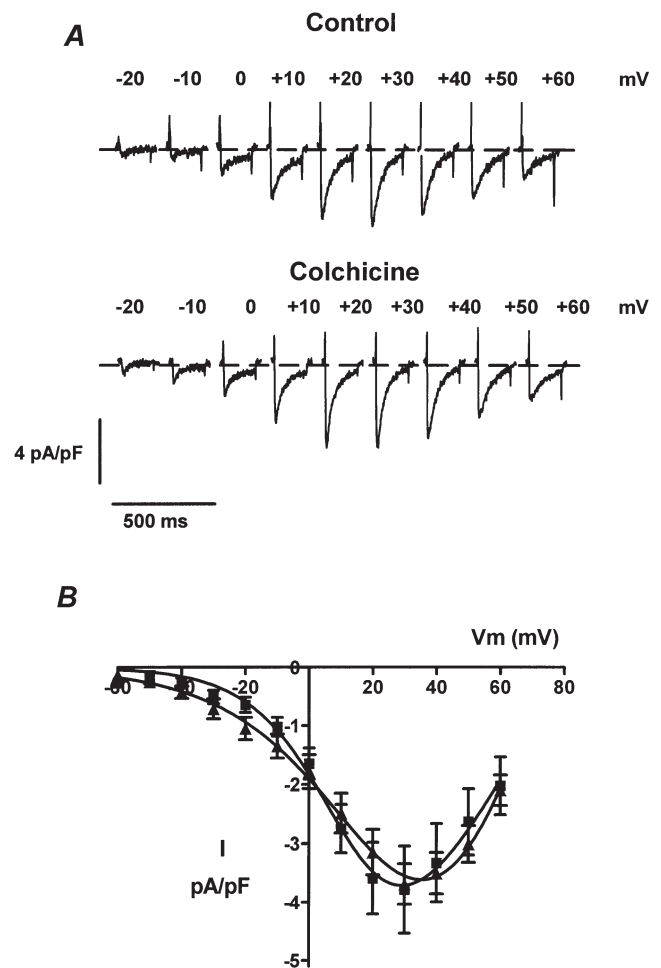 A
Control
-20 -10 0 +10 +20 +30 +40 +50 +60 mV
Colchicine
-20 -10 0 +10 +20 +30 +40 +50 +60 mV
4 pA/pF
500 ms
B
Vm (mV)
0
-60 -40 -20 20 40 60 80
-1
-2
-3
I
pA/pF
-4
-5